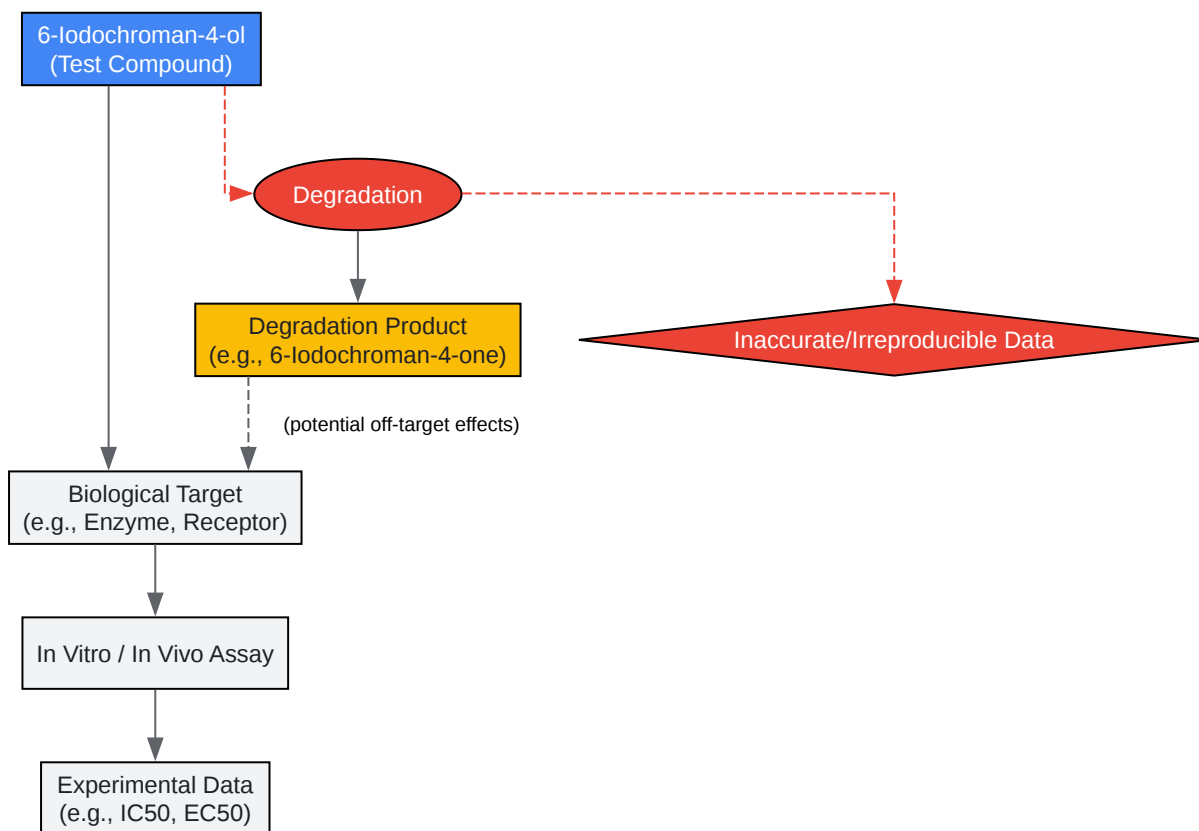 6-Iodochroman-4-ol
(Test Compound)
Degradation
Degradation Product
(e.g., 6-Iodochroman-4-one)
Inaccurate/Irreproducible Data
(potential off-target effects)
Biological Target
(e.g., Enzyme, Receptor)
In Vitro / In Vivo Assay
Experimental Data
(e.g., IC50, EC50)